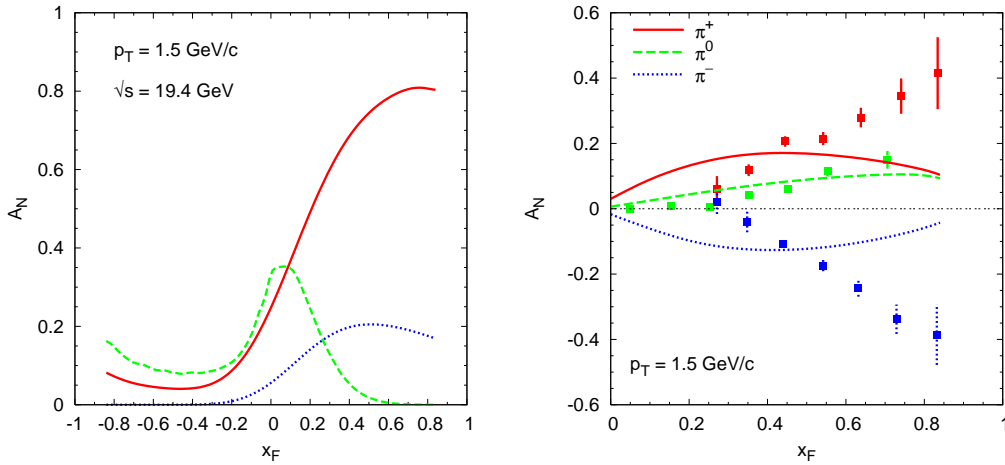 p_T = 1.5 GeV/c
√s = 19.4 GeV
A_N
1
0.8
0.6
0.4
0.2
0
-1 -0.8 -0.6 -0.4 -0.2 0 0.2 0.4 0.6 0.8 1
x_F
π⁺
π⁰
π⁻
p_T = 1.5 GeV/c
A_N
0.6
0.4
0.2
0
-0.2
-0.4
-0.6
0 0.2 0.4 0.6 0.8 1
x_F